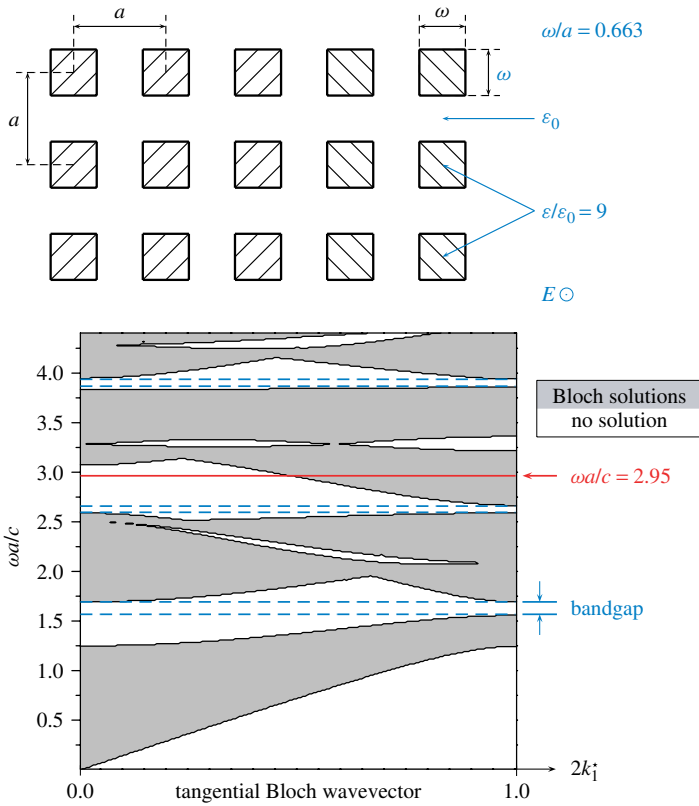 a
ω
ω/a = 0.663
a
ω
ε₀
ε/ε₀ = 9
E ⊙
4.0
3.5
3.0
2.5
2.0
1.5
1.0
0.5
ωa/c
Bloch solutions
no solution
ωa/c = 2.95
bandgap
0.0
tangential Bloch wavevector
1.0
2k₁⋆